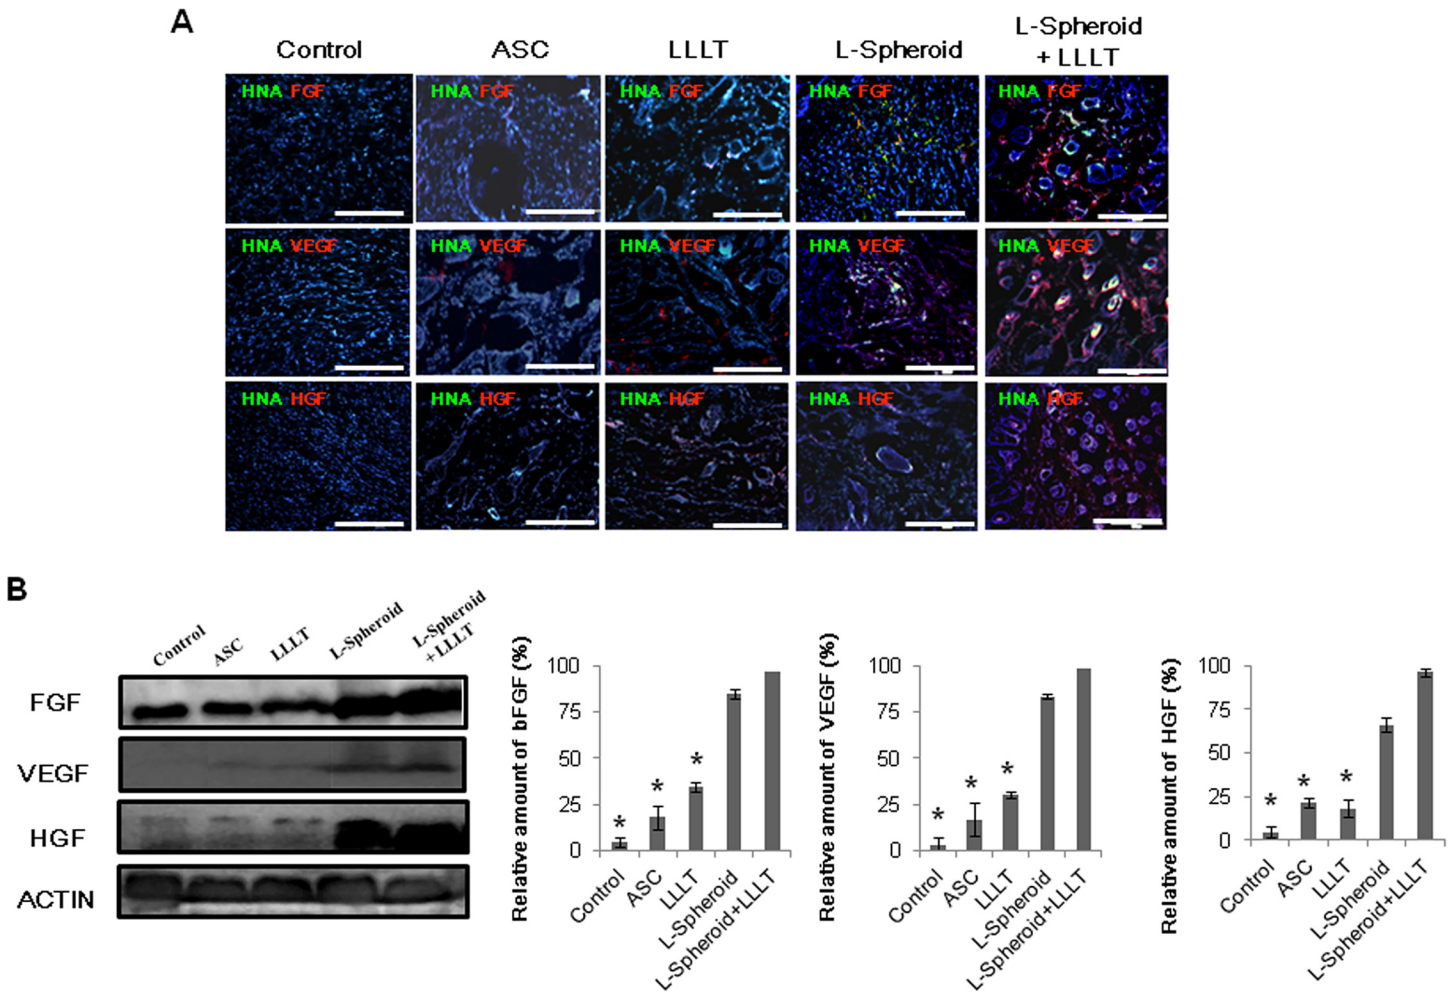 A
Control
ASC
LLLT
L-Spheroid
L-Spheroid
+ LLLT
HNA FGF
HNA FGF
HNA FGF
HNA FGF
HNA FGF
HNA VEGF
HNA VEGF
HNA VEGF
HNA VEGF
HNA VEGF
HNA HGF
HNA HGF
HNA HGF
HNA HGF
HNA HGF
B
Control
ASC
LLLT
L-Spheroid
L-Spheroid
+LLLT
FGF
VEGF
HGF
ACTIN
Relative amount of bFGF (%)
100
75
50
25
0
*
*
*
Control
ASC
LLLT
L-Spheroid
L-Spheroid+LLLT
Relative amount of VEGF (%)
100
75
50
25
0
*
*
*
Control
ASC
LLLT
L-Spheroid
L-Spheroid+LLLT
Relative amount of HGF (%)
100
75
50
25
0
*
*
*
Control
ASC
LLLT
L-Spheroid
L-Spheroid+LLLT